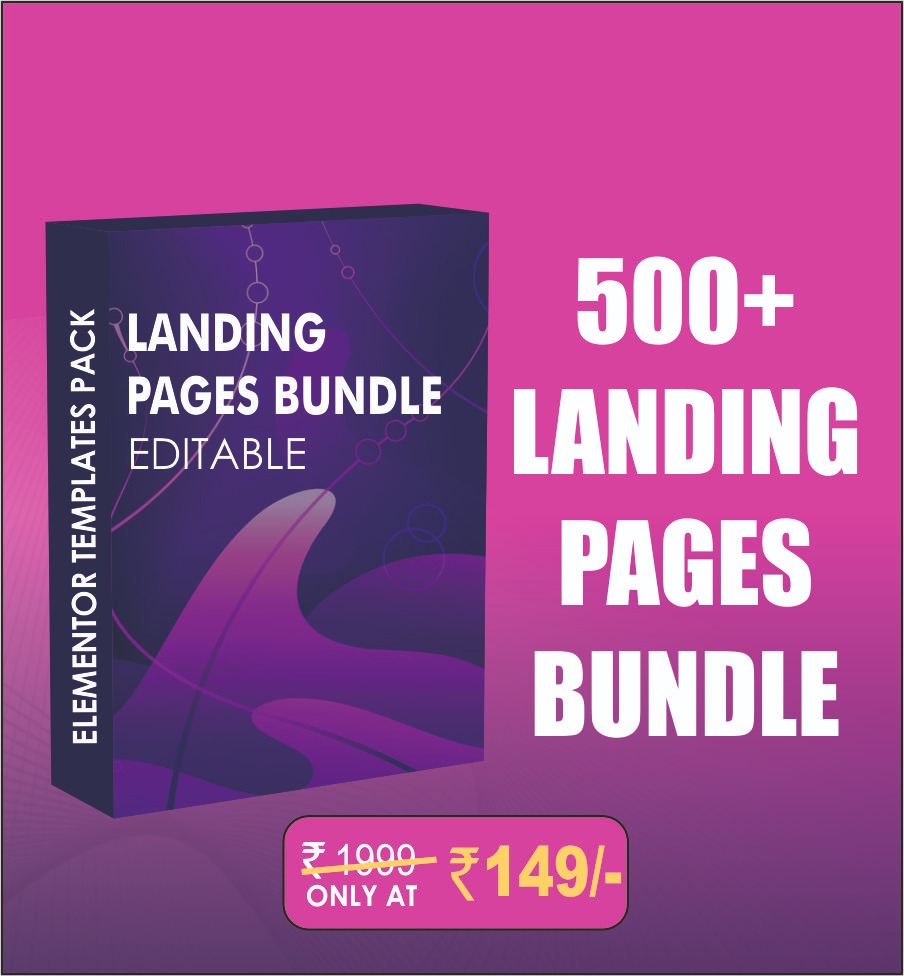 ELEMENTOR TEMPLATES PACK
LANDING
PAGES BUNDLE
EDITABLE
500+
LANDING
PAGES
BUNDLE
₹ 1999
ONLY AT
₹149/-